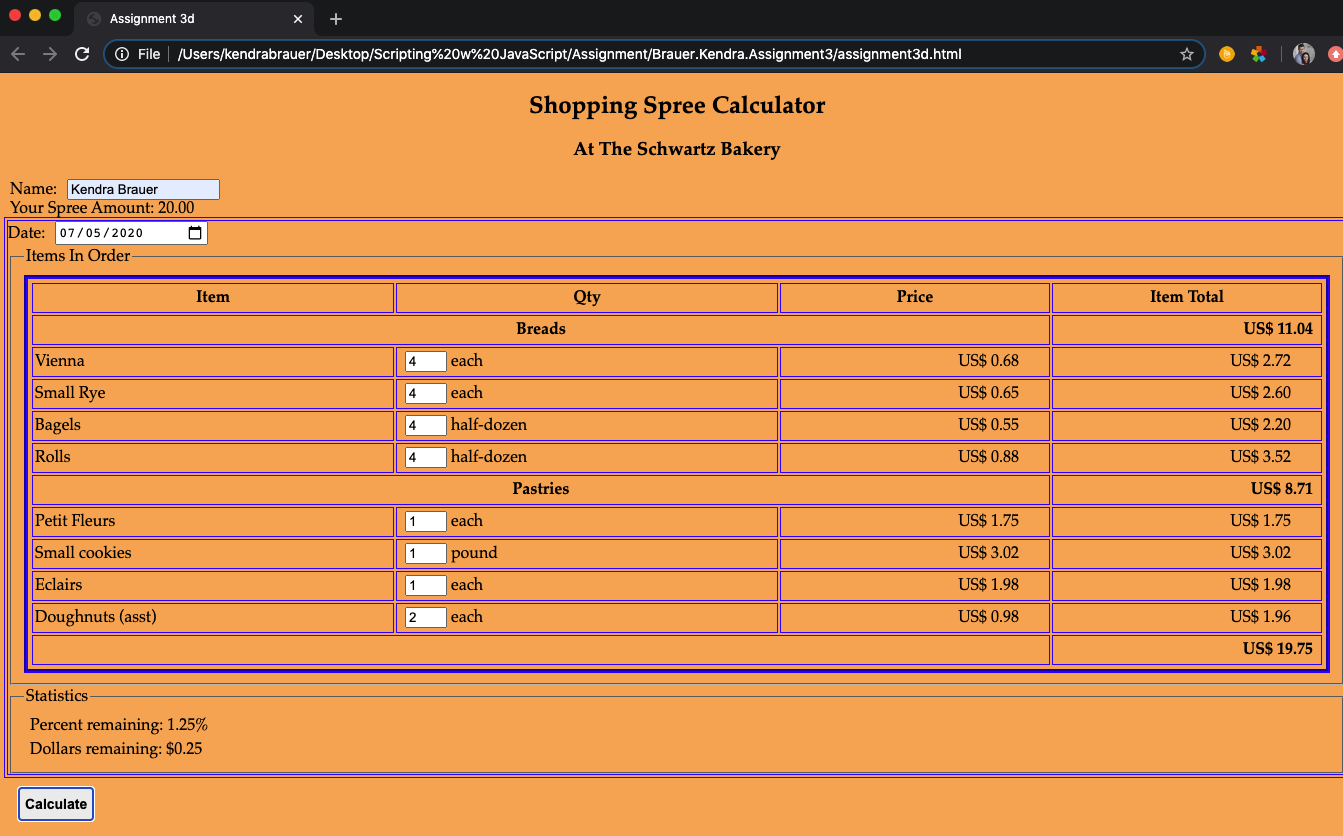 Assignment 3d
File /Users/kendrabrauer/Desktop/Scripting%20w%20JavaScript/Assignment/Brauer.Kendra.Assignment3/assignment3d.html
Shopping Spree Calculator
At The Schwartz Bakery
Name: Kendra Brauer
Your Spree Amount: 20.00
Date: 07/05/2020
Items In Order
Item Qty Price Item Total
Breads US$ 11.04
Vienna 4 each US$ 0.68 US$ 2.72
Small Rye 4 each US$ 0.65 US$ 2.60
Bagels 4 half-dozen US$ 0.55 US$ 2.20
Rolls 4 half-dozen US$ 0.88 US$ 3.52
Pastries US$ 8.71
Petit Fleurs 1 each US$ 1.75 US$ 1.75
Small cookies 1 pound US$ 3.02 US$ 3.02
Eclairs 1 each US$ 1.98 US$ 1.98
Doughnuts (asst) 2 each US$ 0.98 US$ 1.96
US$ 19.75
Statistics
Percent remaining: 1.25%
Dollars remaining: $0.25
Calculate